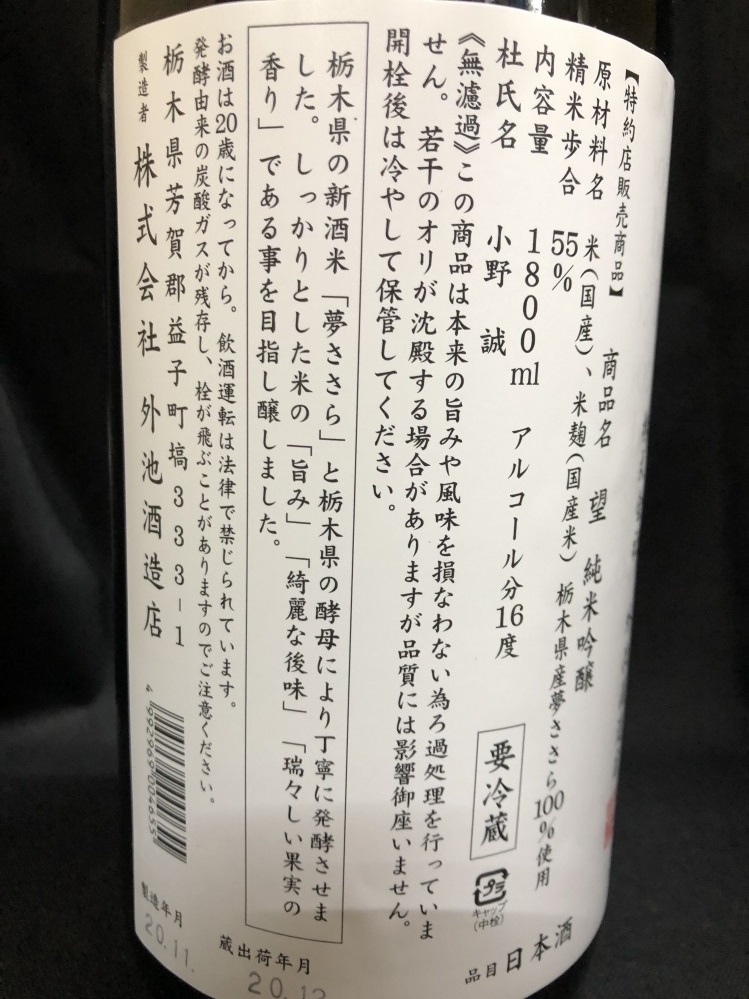 【特約店販売商品】
商品名 望 純米吟醸
原材料名 米(国産)、米麹(国産米) 栃木県産夢ささら100%使用
精米歩合 55%
内容量 1800ml アルコール分16度
杜氏名 小野 誠
要冷蔵
プラ
キャップ
(中栓)
品目 日本酒
《無濾過》この商品は本来の旨みや風味を損なわない為ろ過処理を行っていま
せん。若干のオリが沈殿する場合がありますが品質には影響御座いません。
開栓後は冷やして保管してください。
栃木県の新酒米「夢ささら」と栃木県の酵母により丁寧に発酵させま
した。しっかりとした米の「旨み」「綺麗な後味」「瑞々しい果実の
香り」である事を目指し醸しました。
お酒は20歳になってから。飲酒運転は法律で禁じられています。
発酵由来の炭酸ガスが残存し、栓が飛ぶことがありますのでご注意ください。
栃木県芳賀郡益子町塙333-1
製造者 株式会社 外池酒造店
4 992969 004655
蔵出荷年月
20.12
製造年月
20.11.